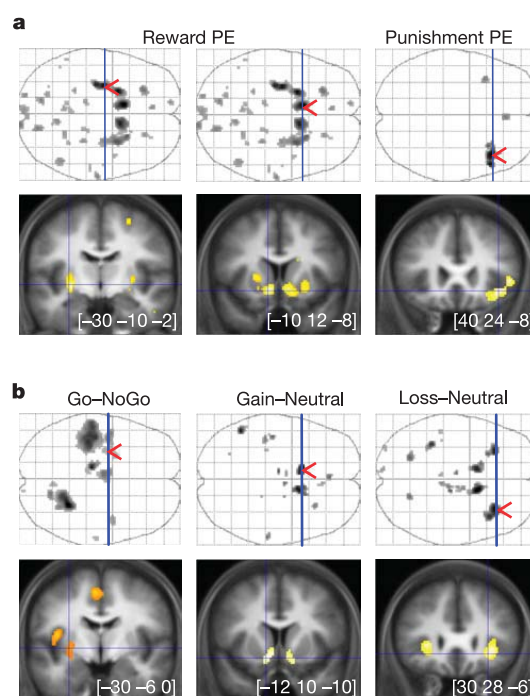 a
Reward PE Punishment PE
[−30 −10 −2] [−10 12 −8] [40 24 −8
b
Go–NoGo Gain–Neutral Loss–Neutral
[−30 −6 0] [−12 10 −10] [30 28 −6